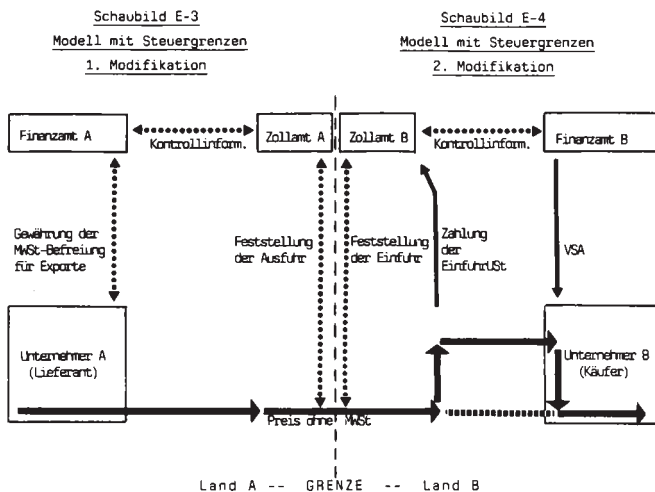 Schaubild E-3
Modell mit Steuergrenzen
1. Modifikation
Schaubild E-4
Modell mit Steuergrenzen
2. Modifikation
Finanzamt A
Kontrollinform.
Zollamt A
Zollamt B
Kontrollinform.
Finanzamt B
Gewährung der
MwSt-Befreiung
für Exporte
Feststellung
der Ausfuhr
Feststellung
der Einfuhr
Zahlung
der
EinfuhrUSt
VSA
Unternehmer A
(Lieferant)
Unternehmer B
(Käufer)
Preis ohne MwSt
Land A -- GRENZE -- Land B